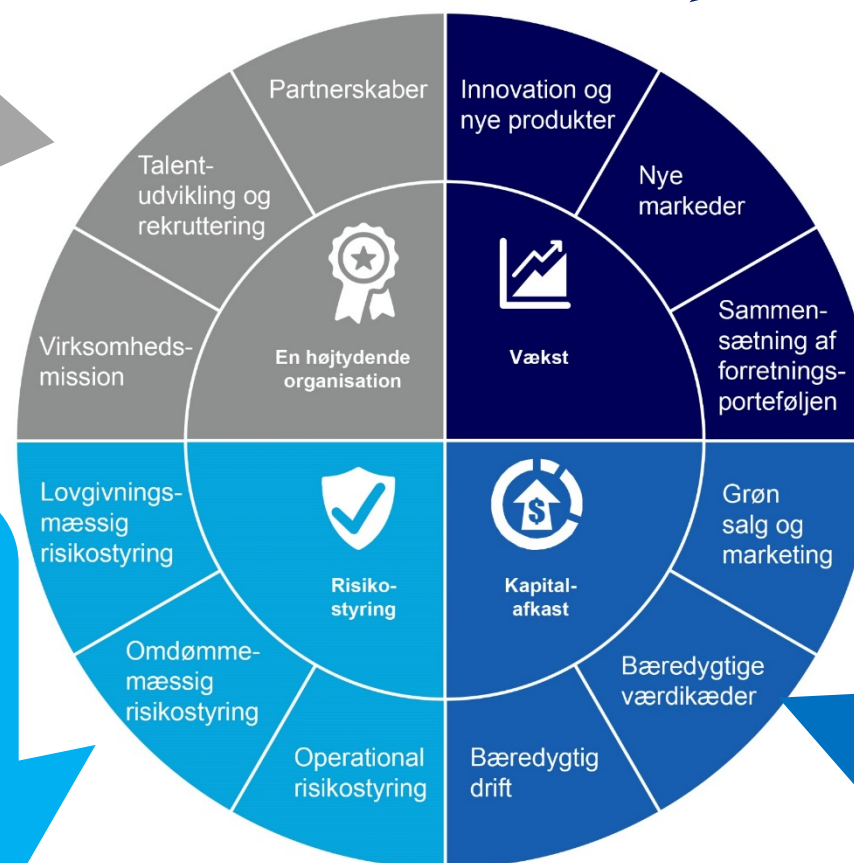 Partnerskaber
Talent-
udvikling og
rekruttering
Virksomheds-
mission
En højtydende
organisation
Innovation og
nye produkter
Nye
markeder
Sammen-
sætning af
forretnings-
porteføljen
Vækst
Lovgivnings-
mæssig
risikostyring
Omdømme-
mæssig
risikostyring
Operational
risikostyring
Risiko-
styring
$
Kapital-
afkast
Grøn
salg og
marketing
Bæredygtige
værdikæder
Bæredygtig
drift